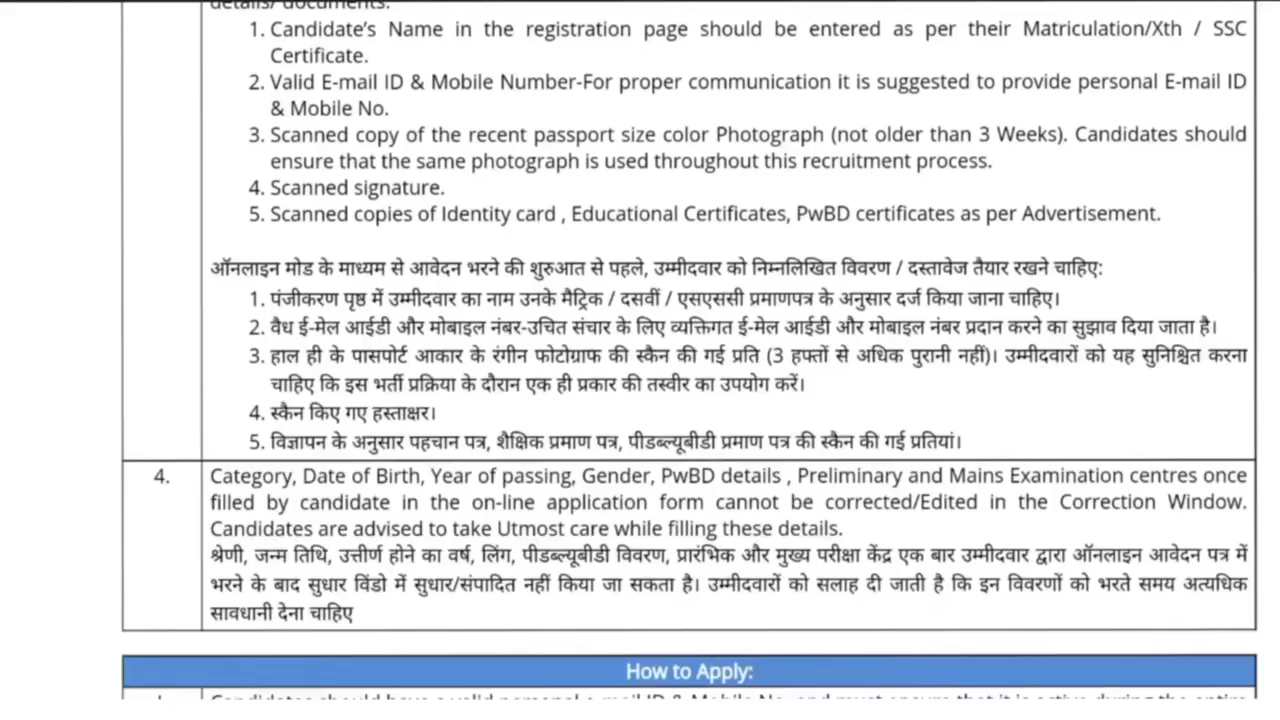 details/ documents.
1. Candidate's Name in the registration page should be entered as per their Matriculation/Xth / SSC
Certificate.
2. Valid E-mail ID & Mobile Number-For proper communication it is suggested to provide personal E-mail ID
& Mobile No.
3. Scanned copy of the recent passport size color Photograph (not older than 3 Weeks). Candidates should
ensure that the same photograph is used throughout this recruitment process.
4. Scanned signature.
5. Scanned copies of Identity card , Educational Certificates, PwBD certificates as per Advertisement.
ऑनलाइन मोड के माध्यम से आवेदन भरने की शुरुआत से पहले, उम्मीदवार को निम्नलिखित विवरण / दस्तावेज तैयार रखने चाहिए:
1. पंजीकरण पृष्ठ में उम्मीदवार का नाम उनके मैट्रिक / दसवीं / एसएससी प्रमाणपत्र के अनुसार दर्ज किया जाना चाहिए।
2. वैध ई-मेल आईडी और मोबाइल नंबर-उचित संचार के लिए व्यक्तिगत ई-मेल आईडी और मोबाइल नंबर प्रदान करने का सुझाव दिया जाता है।
3. हाल ही के पासपोर्ट आकार के रंगीन फोटोग्राफ की स्कैन की गई प्रति (3 हफ्तों से अधिक पुरानी नहीं)। उम्मीदवारों को यह सुनिश्चित करना
चाहिए कि इस भर्ती प्रक्रिया के दौरान एक ही प्रकार की तस्वीर का उपयोग करें।
4. स्कैन किए गए हस्ताक्षर।
5. विज्ञापन के अनुसार पहचान पत्र, शैक्षिक प्रमाण पत्र, पीडब्ल्यूबीडी प्रमाण पत्र की स्कैन की गई प्रतियां।
4. Category, Date of Birth, Year of passing, Gender, PwBD details , Preliminary and Mains Examination centres once
filled by candidate in the on-line application form cannot be corrected/Edited in the Correction Window.
Candidates are advised to take Utmost care while filling these details.
श्रेणी, जन्म तिथि, उत्तीर्ण होने का वर्ष, लिंग, पीडब्ल्यूबीडी विवरण, प्रारंभिक और मुख्य परीक्षा केंद्र एक बार उम्मीदवार द्वारा ऑनलाइन आवेदन पत्र में
भरने के बाद सुधार विंडो में सुधार/संपादित नहीं किया जा सकता है। उम्मीदवारों को सलाह दी जाती है कि इन विवरणों को भरते समय अत्यधिक
सावधानी देना चाहिए
How to Apply: